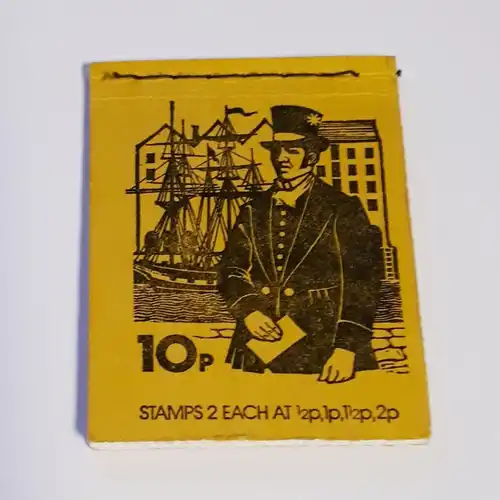 10p
STAMPS 2 EACH AT ½p,1p,1½p,2p